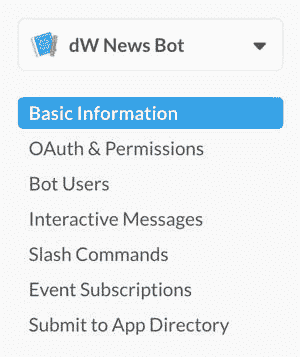 dW News Bot
Basic Information
OAuth & Permissions
Bot Users
Interactive Messages
Slash Commands
Event Subscriptions
Submit to App Directory